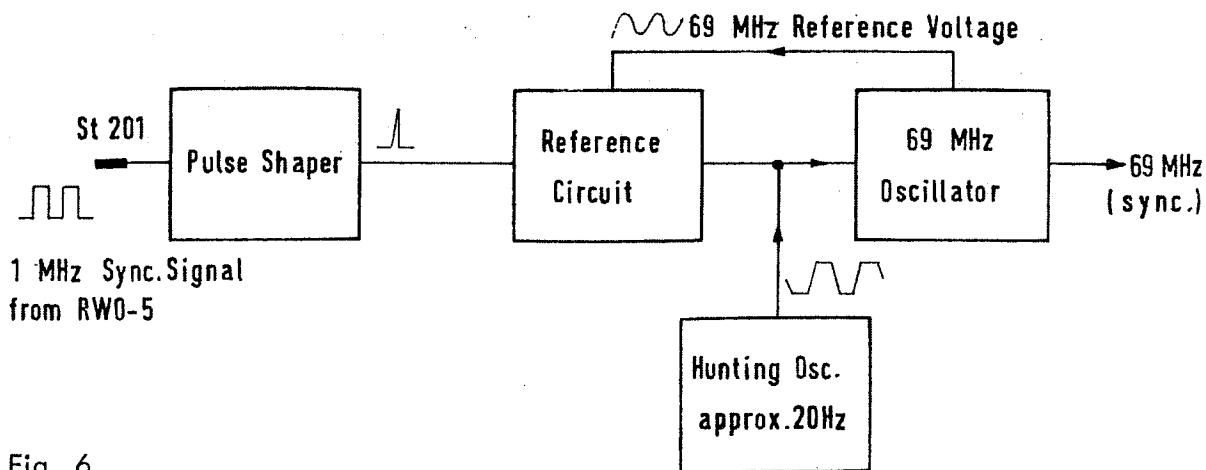 69 MHz Reference Voltage
St 201
Pulse Shaper
Reference
Circuit
69 MHz
Oscillator
69 MHz
(sync.)
1 MHz Sync.Signal
from RWO-5
Hunting Osc.
approx.20Hz
Fig. 6